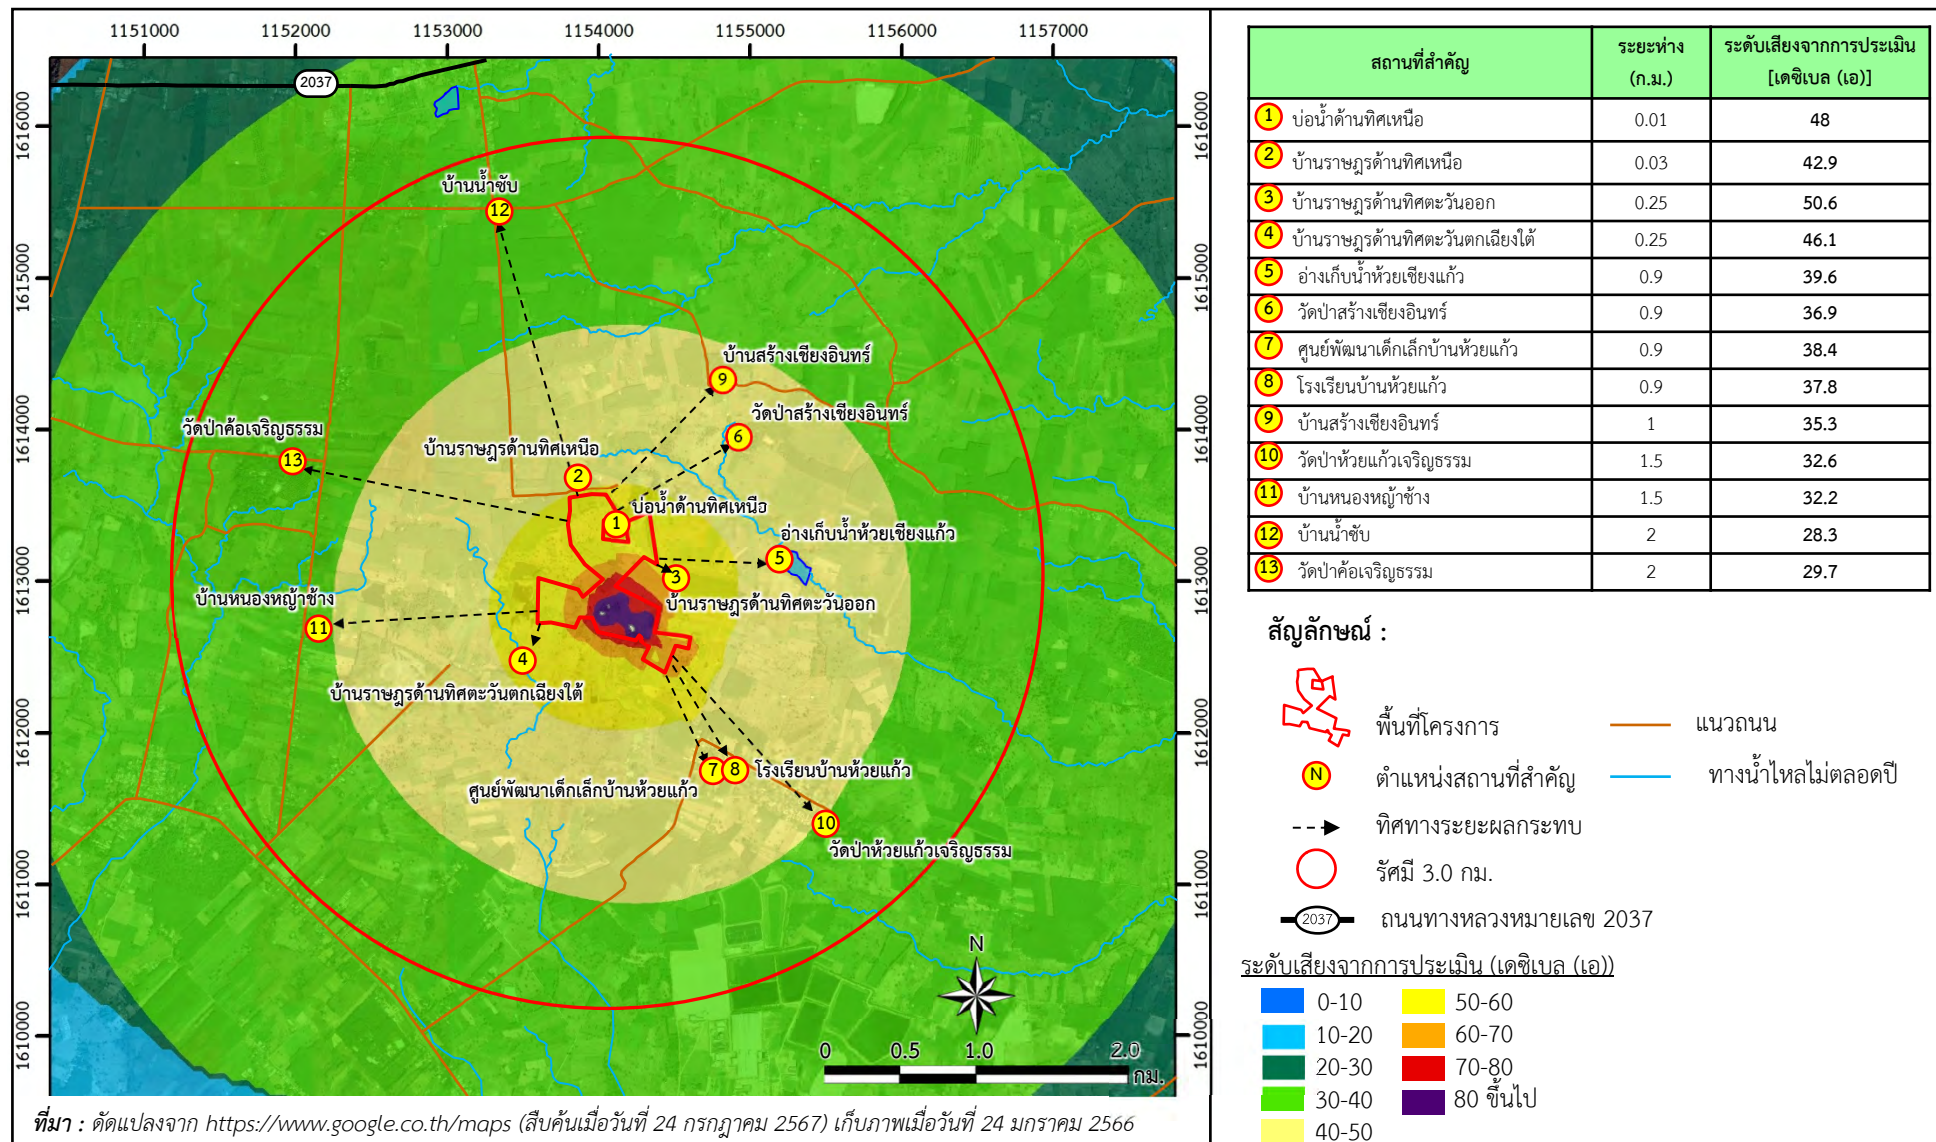 1151000 1152000 1153000 1154000 1155000 1156000 1157000
1616000
1615000
1614000
1613000
1612000
1611000
1610000
1616000
1615000
1614000
1613000
1612000
1611000
1610000
2037
บ้านน้ำซับ
12
บ้านสร้างเชียงอินทร์
9
วัดป่าสร้างเชียงอินทร์
6
วัดป่าค้อเจริญธรรม
13
บ้านราษฎรด้านทิศเหนือ
2
บ่อน้ำด้านทิศเหนือ
1
อ่างเก็บน้ำห้วยเชียงแก้ว
5
3
บ้านราษฎรด้านทิศตะวันออก
บ้านหนองหญ้าช้าง
11
4
บ้านราษฎรด้านทิศตะวันตกเฉียงใต้
7 8 โรงเรียนบ้านห้วยแก้ว
ศูนย์พัฒนาเด็กเล็กบ้านห้วยแก้ว
10
วัดป่าห้วยแก้วเจริญธรรม
N
0 0.5 1.0 2.0
กม.
ที่มา : ดัดแปลงจาก https://www.google.co.th/maps (สืบค้นเมื่อวันที่ 24 กรกฎาคม 2567) เก็บภาพเมื่อวันที่ 24 มกราคม 2566
สถานที่สำคัญ ระยะห่าง (ก.ม.) ระดับเสียงจากการประเมิน [เดซิเบล (เอ)]
1 บ่อน้ำด้านทิศเหนือ 0.01 48
2 บ้านราษฎรด้านทิศเหนือ 0.03 42.9
3 บ้านราษฎรด้านทิศตะวันออก 0.25 50.6
4 บ้านราษฎรด้านทิศตะวันตกเฉียงใต้ 0.25 46.1
5 อ่างเก็บน้ำห้วยเชียงแก้ว 0.9 39.6
6 วัดป่าสร้างเชียงอินทร์ 0.9 36.9
7 ศูนย์พัฒนาเด็กเล็กบ้านห้วยแก้ว 0.9 38.4
8 โรงเรียนบ้านห้วยแก้ว 0.9 37.8
9 บ้านสร้างเชียงอินทร์ 1 35.3
10 วัดป่าห้วยแก้วเจริญธรรม 1.5 32.6
11 บ้านหนองหญ้าช้าง 1.5 32.2
12 บ้านน้ำซับ 2 28.3
13 วัดป่าค้อเจริญธรรม 2 29.7
สัญลักษณ์ :
พื้นที่โครงการ แนวถนน
N ตำแหน่งสถานที่สำคัญ ทางน้ำไหลไม่ตลอดปี
ทิศทางระยะผลกระทบ
รัศมี 3.0 กม.
2037 ถนนทางหลวงหมายเลข 2037
ระดับเสียงจากการประเมิน (เดซิเบล (เอ))
0-10 50-60
10-20 60-70
20-30 70-80
30-40 80 ขึ้นไป
40-50